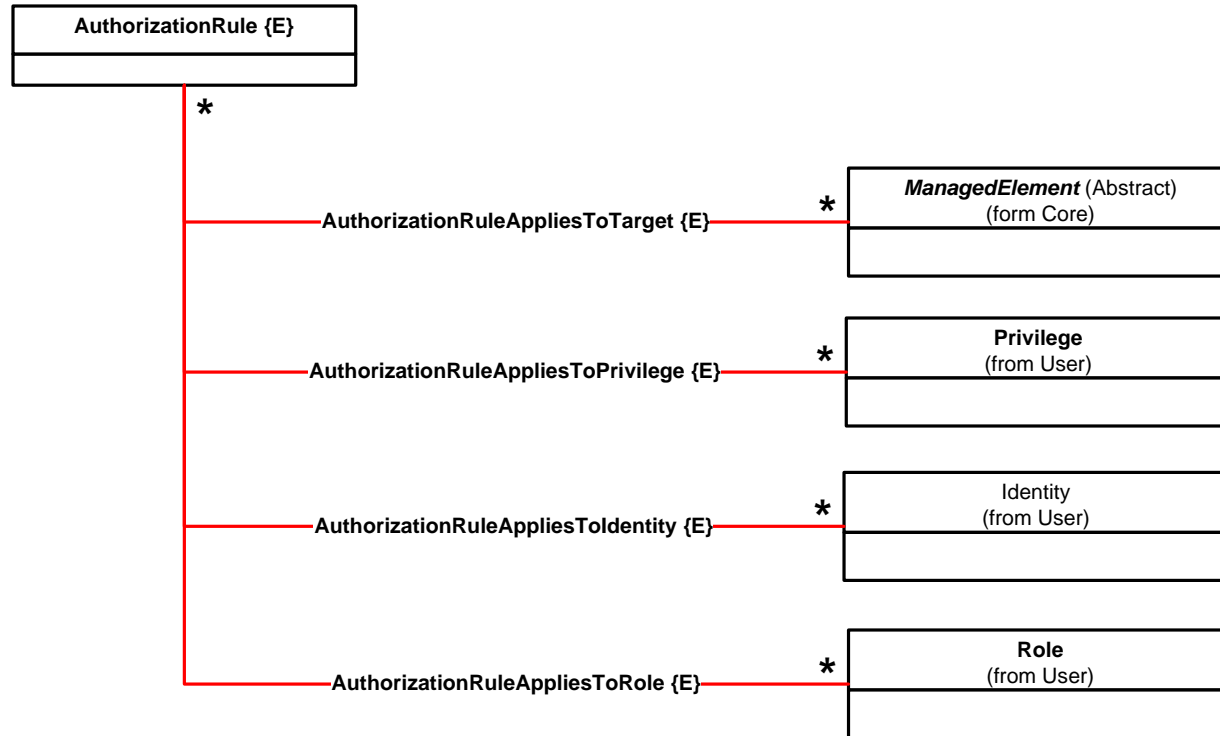 AuthorizationRule {E}
*
ManagedElement (Abstract)
(form Core)
AuthorizationRuleAppliesToTarget {E}
*
Privilege
(from User)
AuthorizationRuleAppliesToPrivilege {E}
*
Identity
(from User)
AuthorizationRuleAppliesToIdentity {E}
*
Role
(from User)
AuthorizationRuleAppliesToRole {E}
*